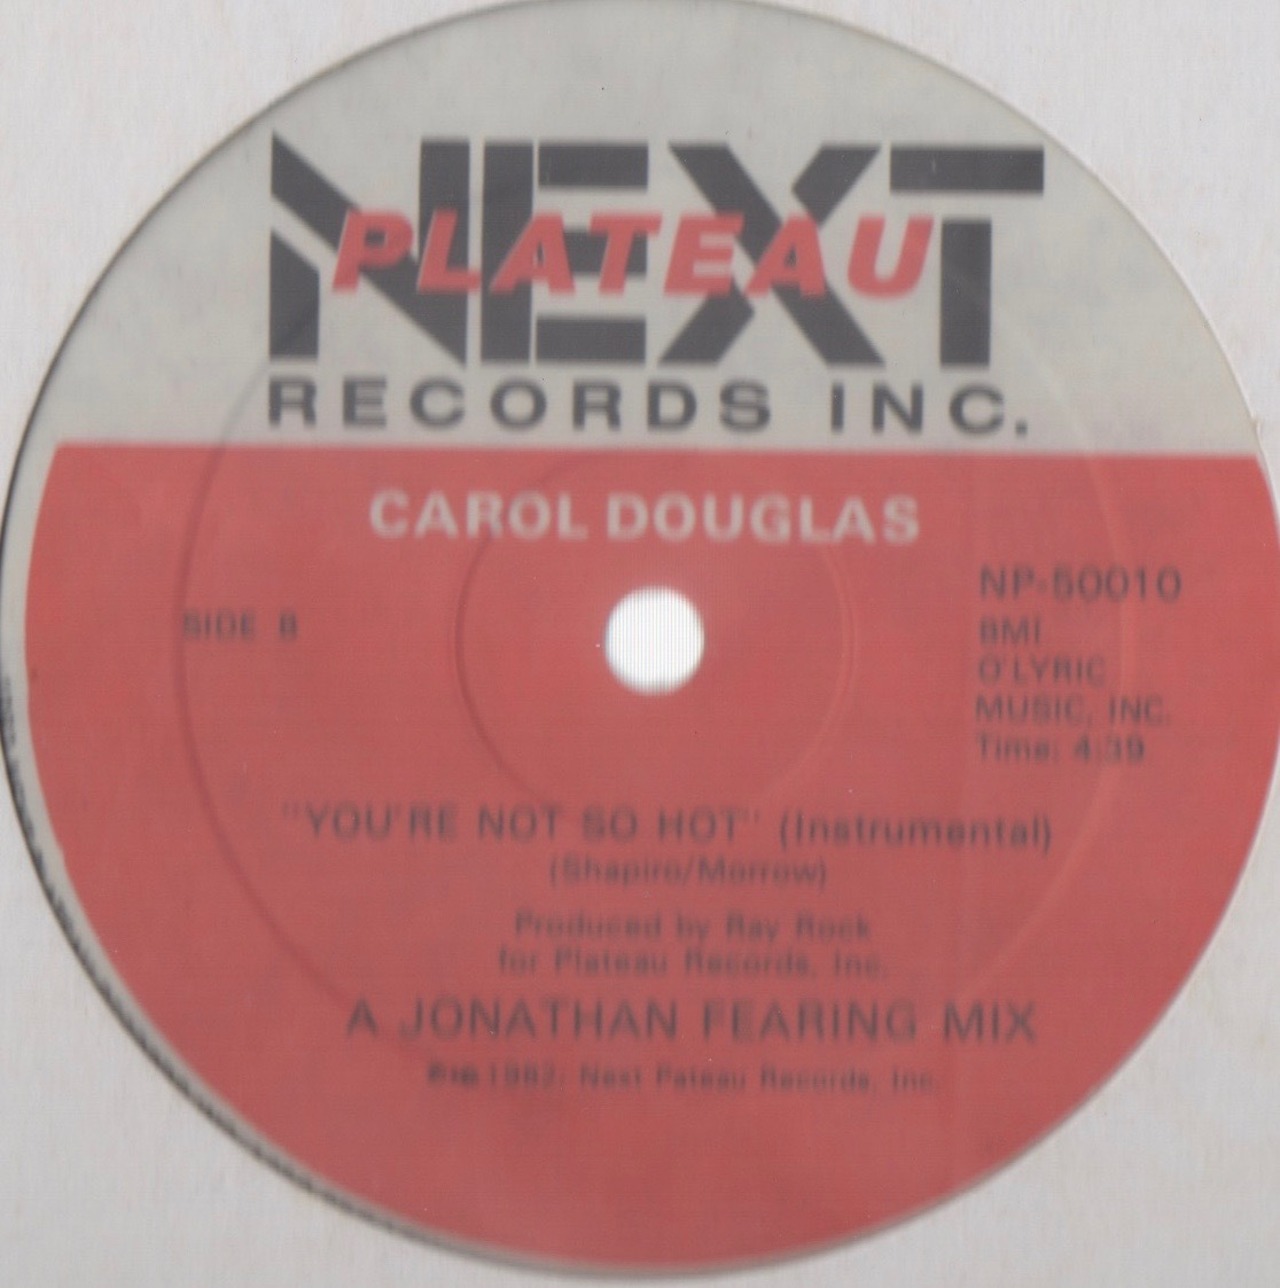 NEXT
PLATEAU
RECORDS INC.
CAROL DOUGLAS
SIDE B
NP-50010
BMI
O'LYRIC
MUSIC, INC.
Time: 4:39
"YOU'RE NOT SO HOT" (Instrumental)
(Shapiro/Morrow)
Produced by Ray Rock
for Plateau Records, Inc.
A JONATHAN FEARING MIX
1982, Next Pateau Records, Inc.